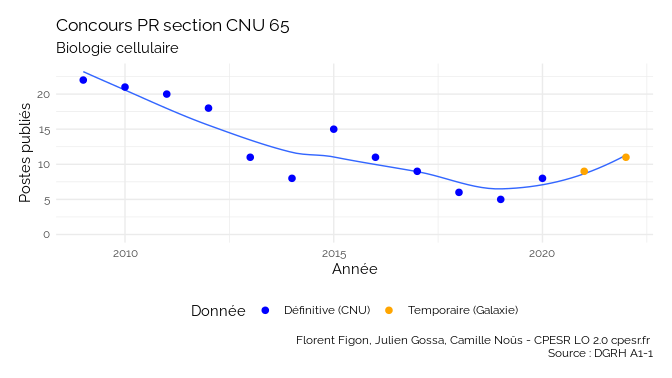 Concours PR section CNU 65
Biologie cellulaire
Postes publiés
20
15
10
5
0
2010
2015
2020
Année
Donnée
Définitive (CNU)
Temporaire (Galaxie)
Florent Figon, Julien Gossa, Camille Noûs - CPESR LO 2.0 cpesr.fr
Source : DGRH A1-1